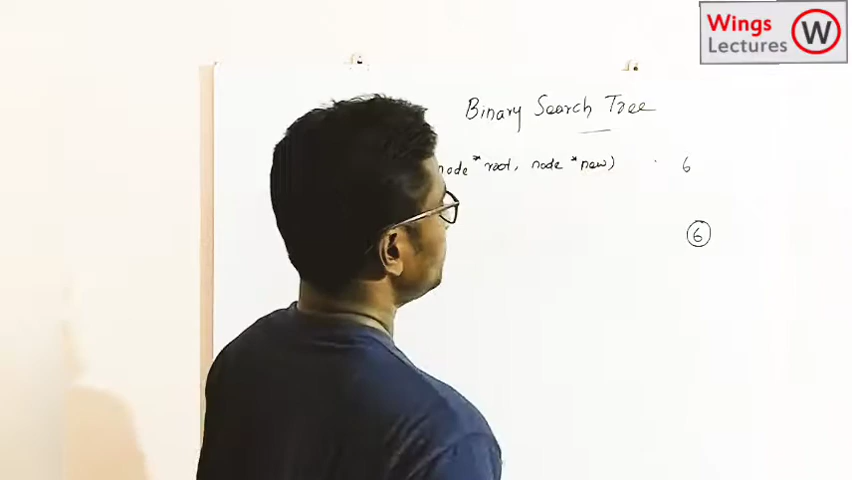 Wings
Lectures
W
Binary Search Tree
node *root, node *new)
6
6